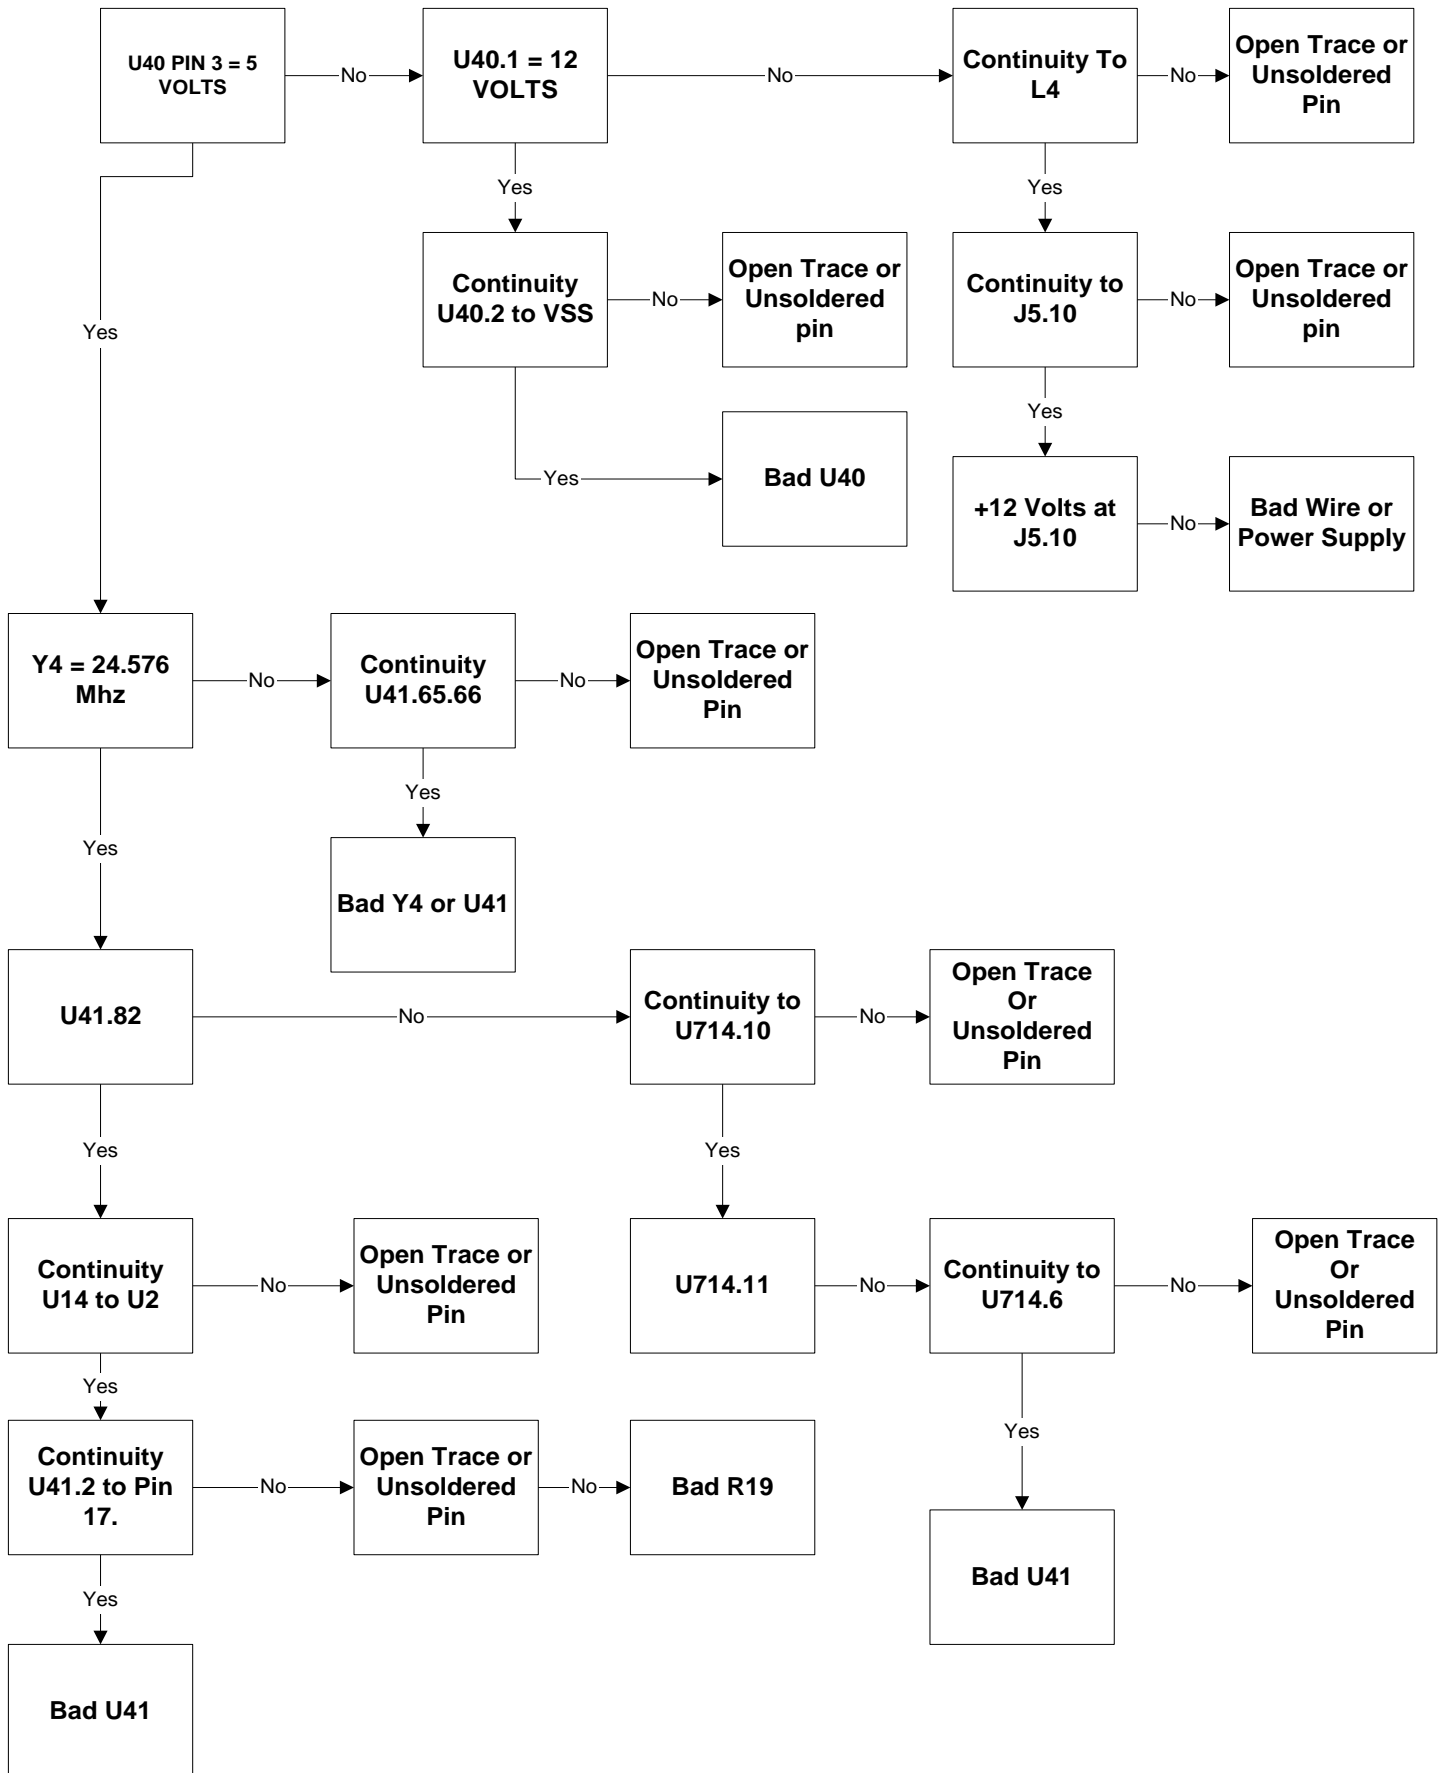 U40 PIN 3 = 5
VOLTS
No
U40.1 = 12
VOLTS
No
Continuity To
L4
No
Open Trace or
Unsoldered
Pin
Yes
Yes
Yes
Continuity
U40.2 to VSS
No
Open Trace or
Unsoldered
pin
Continuity to
J5.10
No
Open Trace or
Unsoldered
pin
Yes
Yes
Bad U40
+12 Volts at
J5.10
No
Bad Wire or
Power Supply
Y4 = 24.576
Mhz
No
Continuity
U41.65.66
No
Open Trace or
Unsoldered
Pin
Yes
Yes
Bad Y4 or U41
U41.82
No
Continuity to
U714.10
No
Open Trace
Or
Unsoldered
Pin
Yes
Yes
Continuity
U14 to U2
No
Open Trace or
Unsoldered
Pin
U714.11
No
Continuity to
U714.6
No
Open Trace
Or
Unsoldered
Pin
Yes
Yes
Continuity
U41.2 to Pin
17.
No
Open Trace or
Unsoldered
Pin
No
Bad R19
Bad U41
Yes
Bad U41